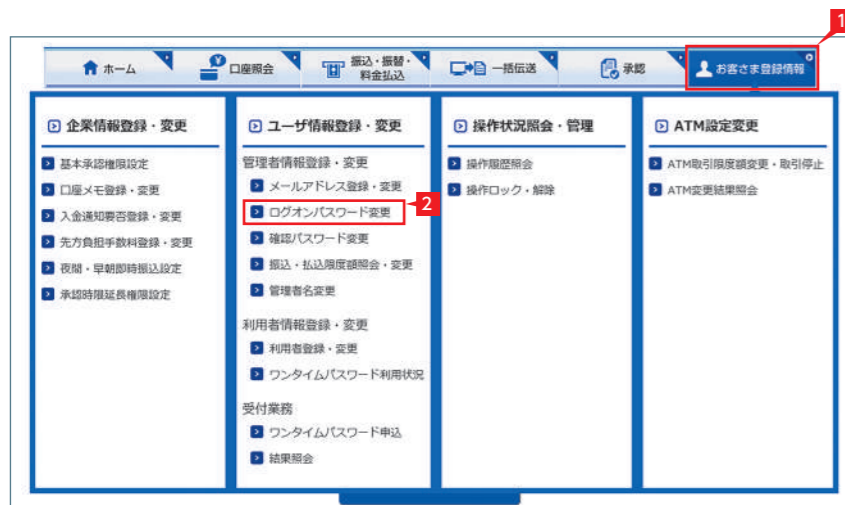 1
ホーム
口座照会
振込・振替・
料金払込
一括伝送
承認
お客さま登録情報
企業情報登録・変更
基本承認権限設定
口座メモ登録・変更
入金通知要否登録・変更
先方負担手数料登録・変更
夜間・早朝即時振込設定
承認時限延長権限設定
ユーザ情報登録・変更
管理者情報登録・変更
メールアドレス登録・変更
ログオンパスワード変更
2
確認パスワード変更
振込・払込限度額照会・変更
管理者名変更
利用者情報登録・変更
利用者登録・変更
ワンタイムパスワード利用状況
受付業務
ワンタイムパスワード申込
結果照会
操作状況照会・管理
操作履歴照会
操作ロック・解除
ATM設定変更
ATM取引限度額変更・取引停止
ATM変更結果照会